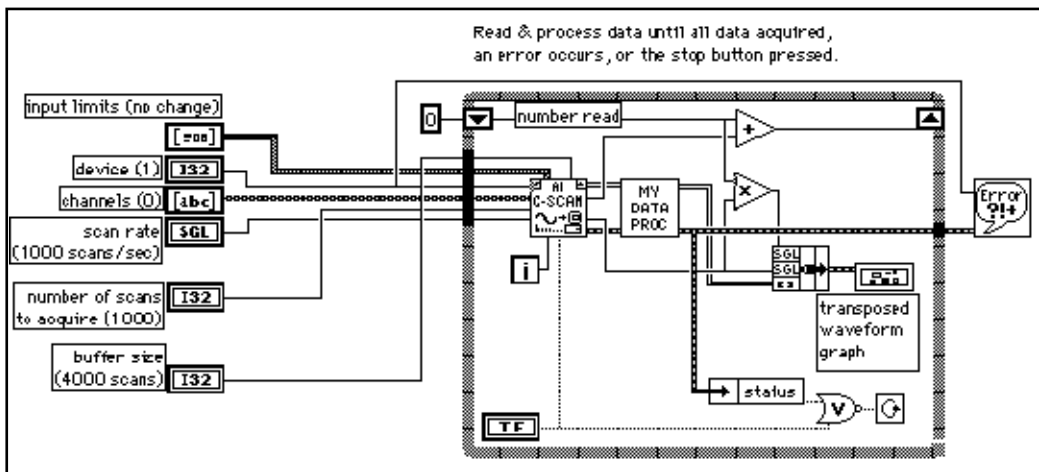 Read & process data until all data acquired,
an error occurs, or the stop button pressed.
input limits (no change)
device (1)
I32
channels (0)
[abc]
scan rate
(1000 scans/sec)
SGL
number of scans
to acquire (1000)
I32
buffer size
(4000 scans)
I32
0
number read
+
AI
C-SCAN
MY
DATA
PROC
x
i
SGL
SGL
transposed
waveform
graph
status
V
TF
Error
?!+